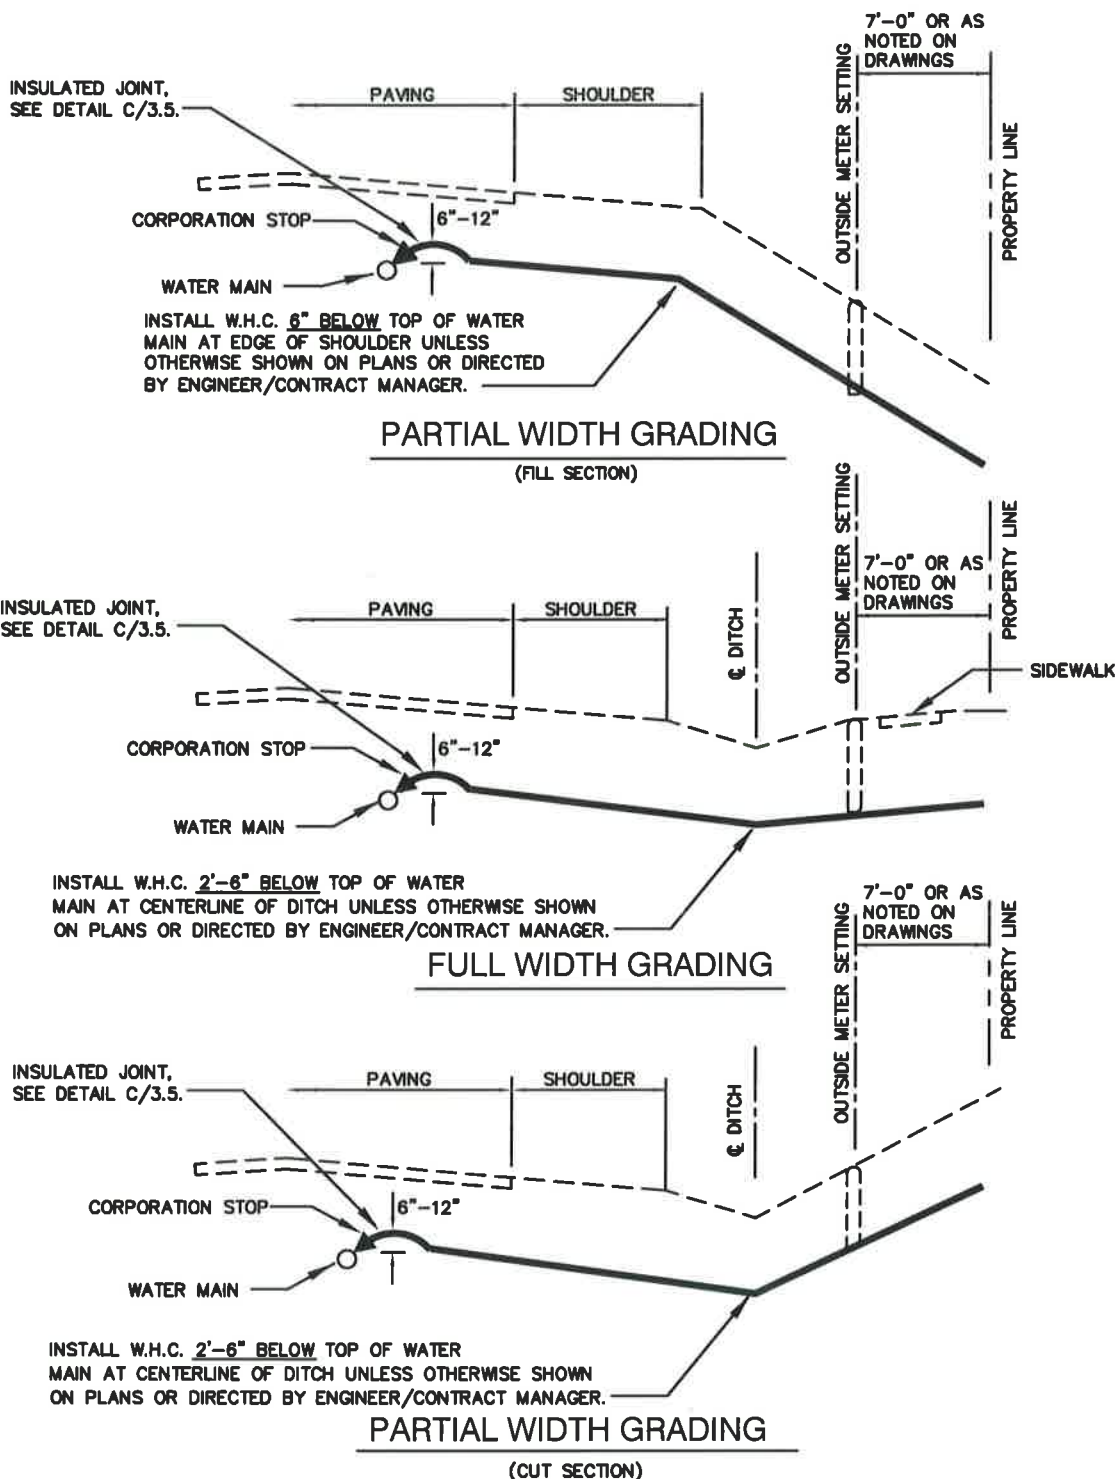 7'-0" OR AS
NOTED ON
DRAWINGS
INSULATED JOINT,
SEE DETAIL C/3.5.
PAVING
SHOULDER
OUTSIDE METER SETTING
PROPERTY LINE
CORPORATION STOP
6"-12"
WATER MAIN
INSTALL W.H.C. 6" BELOW TOP OF WATER
MAIN AT EDGE OF SHOULDER UNLESS
OTHERWISE SHOWN ON PLANS OR DIRECTED
BY ENGINEER/CONTRACT MANAGER.
PARTIAL WIDTH GRADING
(FILL SECTION)
INSULATED JOINT,
SEE DETAIL C/3.5.
PAVING
SHOULDER
℄ DITCH
OUTSIDE METER SETTING
7'-0" OR AS
NOTED ON
DRAWINGS
PROPERTY LINE
SIDEWALK
CORPORATION STOP
6"-12"
WATER MAIN
INSTALL W.H.C. 2'-6" BELOW TOP OF WATER
MAIN AT CENTERLINE OF DITCH UNLESS OTHERWISE SHOWN
ON PLANS OR DIRECTED BY ENGINEER/CONTRACT MANAGER.
FULL WIDTH GRADING
7'-0" OR AS
NOTED ON
DRAWINGS
INSULATED JOINT,
SEE DETAIL C/3.5.
PAVING
SHOULDER
℄ DITCH
OUTSIDE METER SETTING
PROPERTY LINE
CORPORATION STOP
6"-12"
WATER MAIN
INSTALL W.H.C. 2'-6" BELOW TOP OF WATER
MAIN AT CENTERLINE OF DITCH UNLESS OTHERWISE SHOWN
ON PLANS OR DIRECTED BY ENGINEER/CONTRACT MANAGER.
PARTIAL WIDTH GRADING
(CUT SECTION)